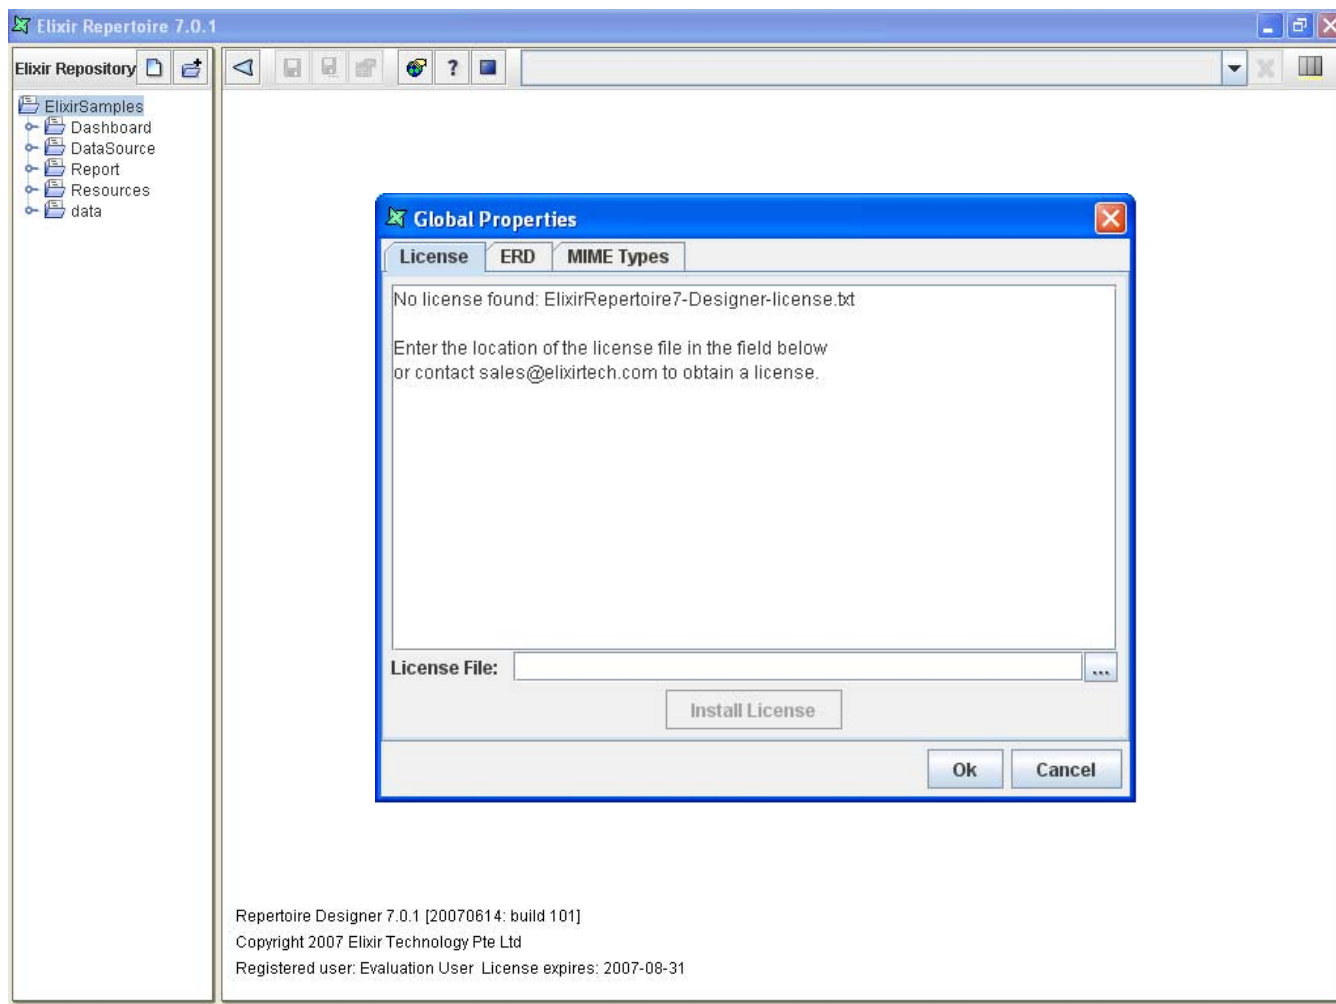 Elixir Repertoire 7.0.1
Elixir Repository
?
ElixirSamples
Dashboard
DataSource
Report
Resources
data
Global Properties
License ERD MIME Types
No license found: ElixirRepertoire7-Designer-license.txt
Enter the location of the license file in the field below
or contact sales@elixirtech.com to obtain a license.
License File: ...
Install License
Ok Cancel
Repertoire Designer 7.0.1 [20070614: build 101]
Copyright 2007 Elixir Technology Pte Ltd
Registered user: Evaluation User License expires: 2007-08-31